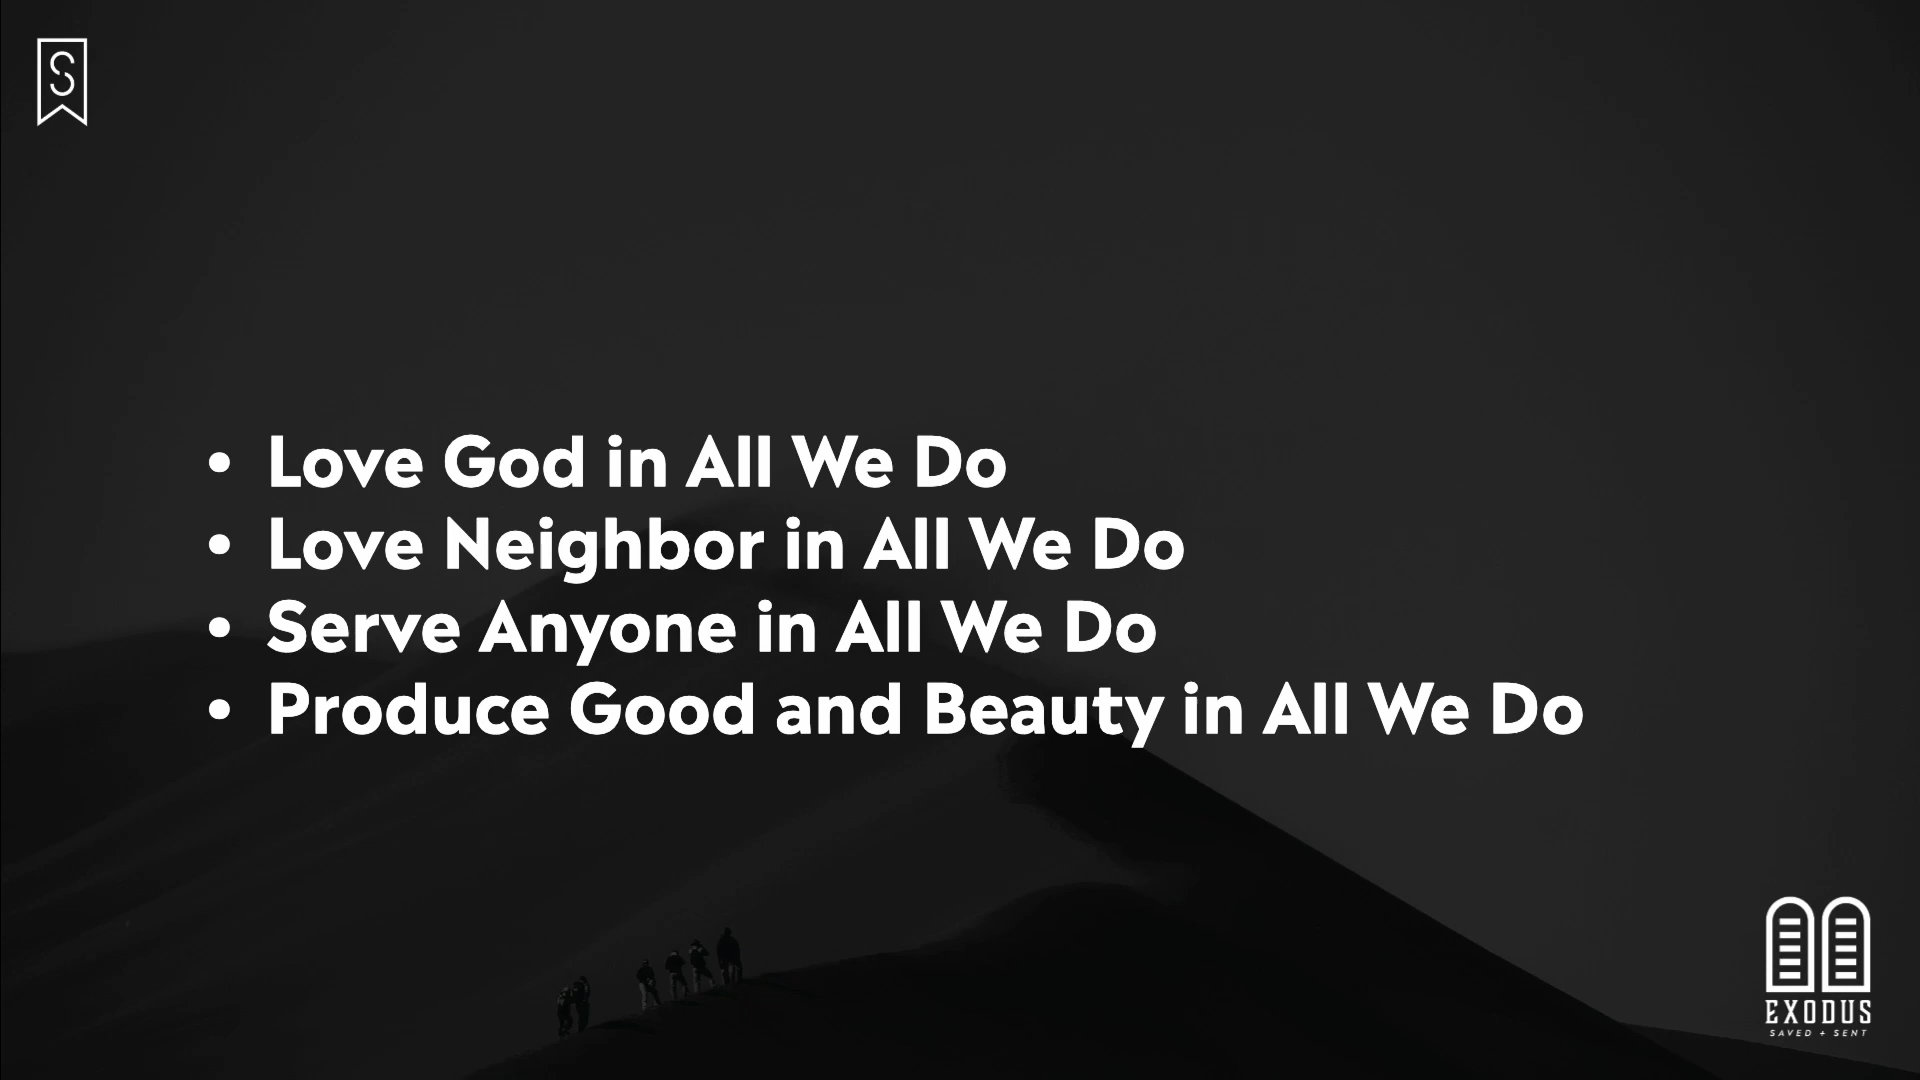 S
• Love God in All We Do
• Love Neighbor in All We Do
• Serve Anyone in All We Do
• Produce Good and Beauty in All We Do
EXODUS
SAVED + SENT